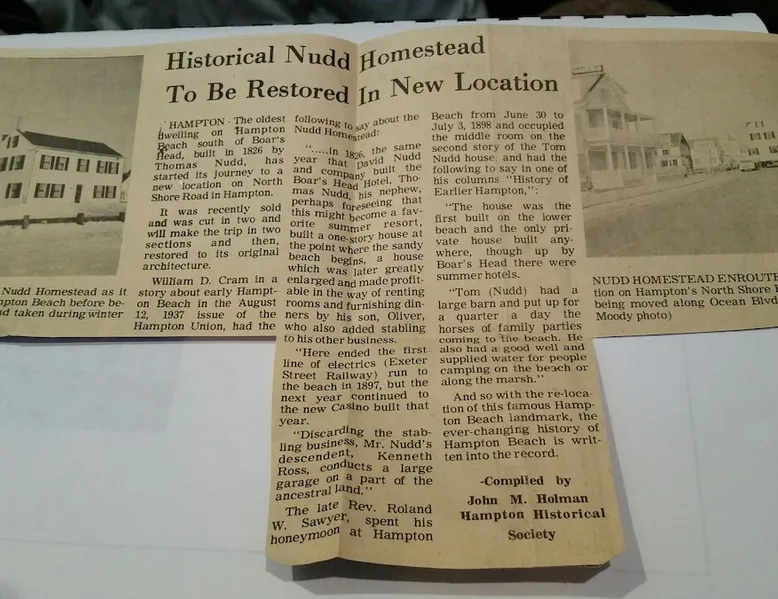 Historical Nudd Homestead
To Be Restored In New Location
HAMPTON - The oldest
dwelling on Hampton
Beach south of Boar's
Head, built in 1826 by
Thomas Nudd, has
started its journey to a
new location on North
Shore Road in Hampton.
It was recently sold
and was cut in two and
will make the trip in two
sections and then,
restored to its original
architecture.
William D. Cram in a
story about early Hampt-
on Beach in the August
12, 1937 issue of the
Hampton Union, had the
following to say about the
Nudd Homestead:
".....in 1826, the same
year that David Nudd
and company built the
Boar's Head Hotel, Tho-
mas Nudd, his nephew,
perhaps foreseeing that
this might become a fav-
orite summer resort,
built a one-story house at
the point where the sandy
beach begins, a house
which was later greatly
enlarged and made profit-
able in the way of renting
rooms and furnishing din-
ners by his son, Oliver,
who also added stabling
to his other business.
"Here ended the first
line of electrics (Exeter
Street Railway) run to
the beach in 1897, but the
next year continued to
the new Casino built that
year.
"Discarding the stab-
ling business, Mr. Nudd's
descendent, Kenneth
Ross, conducts a large
garage on a part of the
ancestral land."
The late Rev. Roland
W. Sawyer, spent his
honeymoon at Hampton
Beach from June 30 to
July 3, 1898 and occupied
the middle room on the
second story of the Tom
Nudd house, and had the
following to say in one of
his columns "History of
Earlier Hampton,":
"The house was the
first built on the lower
beach and the only pri-
vate house built any-
where, though up by
Boar's Head there were
summer hotels.
"Tom (Nudd) had a
large barn and put up for
a quarter a day the
horses of family parties
coming to the beach. He
also had a good well and
supplied water for people
camping on the beach or
along the marsh."
And so with the re-loca-
tion of this famous Hamp-
ton Beach landmark, the
ever-changing history of
Hampton Beach is writ-
ten into the record.
-Compiled by
John M. Holman
Hampton Historical
Society
Nudd Homestead as it
mpton Beach before be-
nd taken during winter
NUDD HOMESTEAD ENROUTE
tion on Hampton's North Shore
being moved along Ocean Blvd
Moody photo)